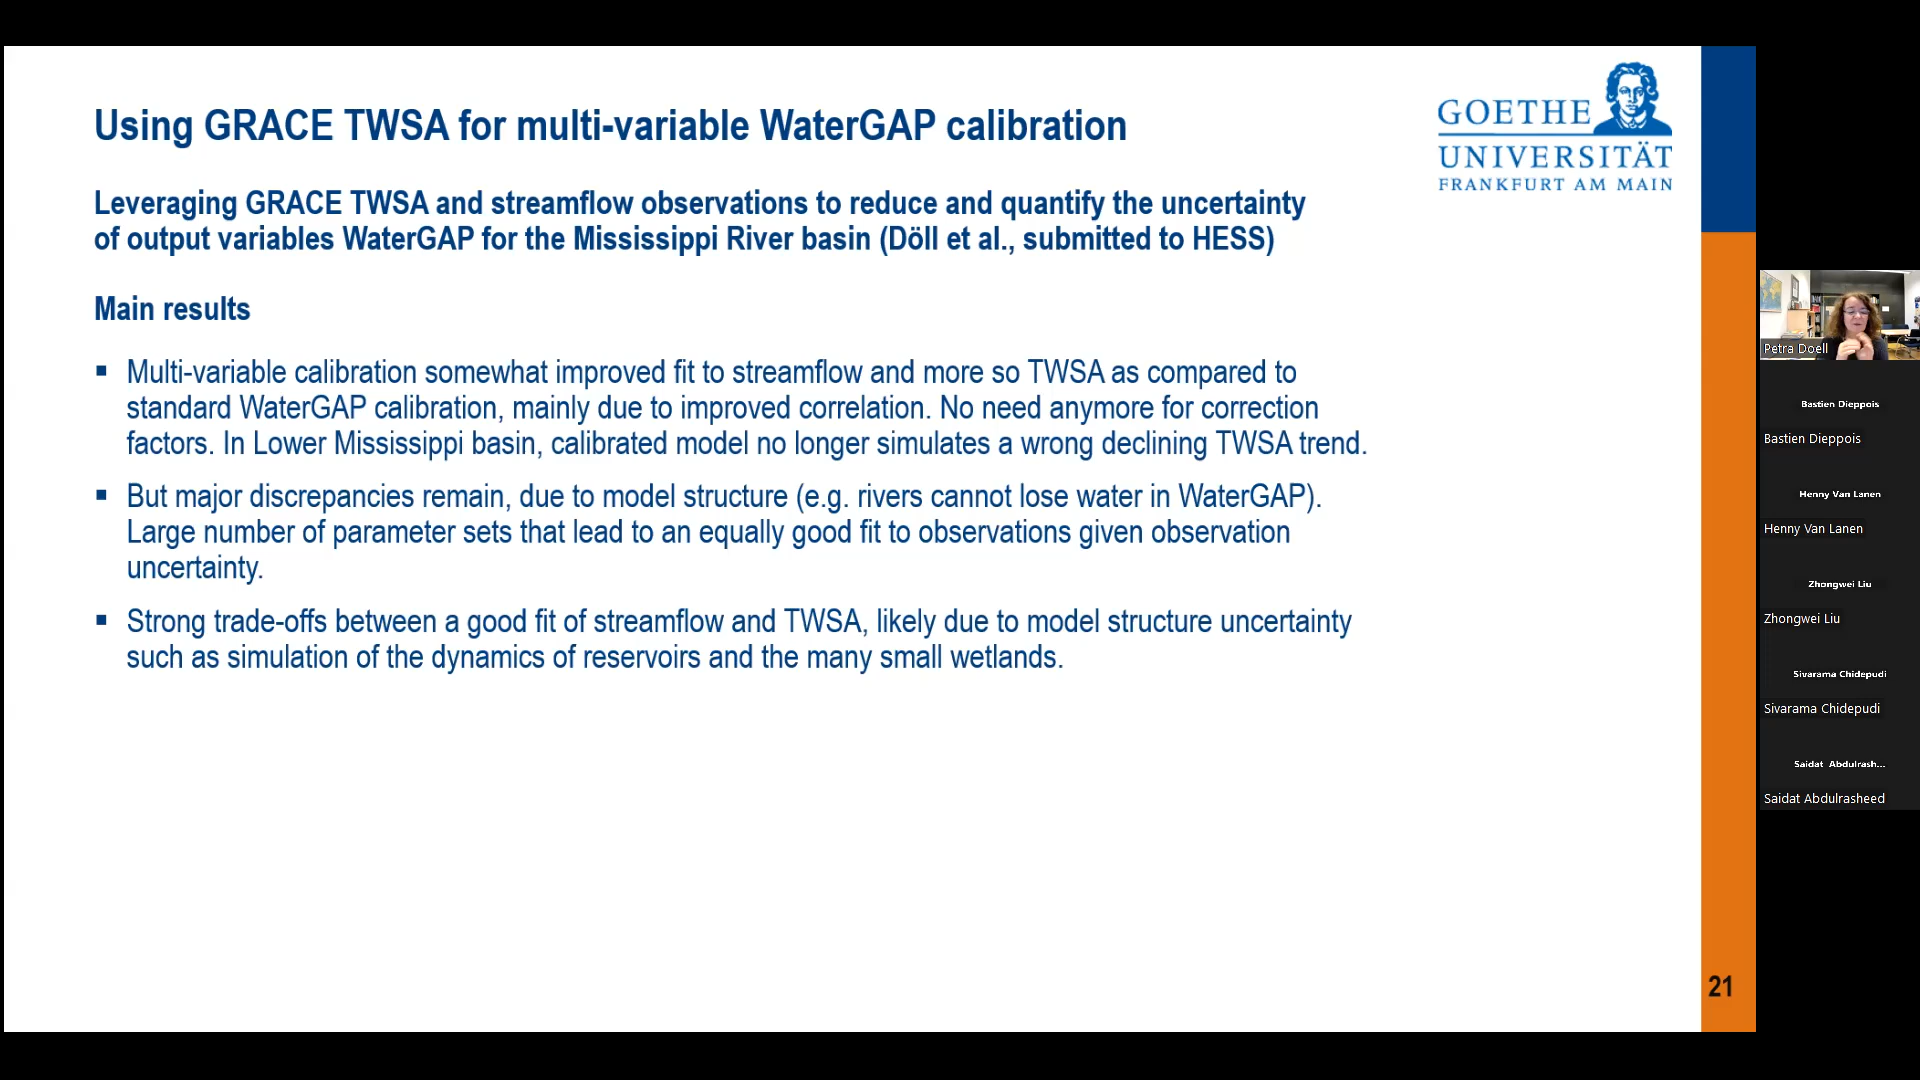 Using GRACE TWSA for multi-variable WaterGAP calibration
GOETHE
UNIVERSITÄT
FRANKFURT AM MAIN
Leveraging GRACE TWSA and streamflow observations to reduce and quantify the uncertainty
of output variables WaterGAP for the Mississippi River basin (Döll et al., submitted to HESS)
Main results
▪ Multi-variable calibration somewhat improved fit to streamflow and more so TWSA as compared to
standard WaterGAP calibration, mainly due to improved correlation. No need anymore for correction
factors. In Lower Mississippi basin, calibrated model no longer simulates a wrong declining TWSA trend.
▪ But major discrepancies remain, due to model structure (e.g. rivers cannot lose water in WaterGAP).
Large number of parameter sets that lead to an equally good fit to observations given observation
uncertainty.
▪ Strong trade-offs between a good fit of streamflow and TWSA, likely due to model structure uncertainty
such as simulation of the dynamics of reservoirs and the many small wetlands.
21
Petra Doell
Bastien Dieppois
Bastien Dieppois
Henny Van Lanen
Henny Van Lanen
Zhongwei Liu
Zhongwei Liu
Sivarama Chidepudi
Sivarama Chidepudi
Saidat Abdulrash...
Saidat Abdulrasheed